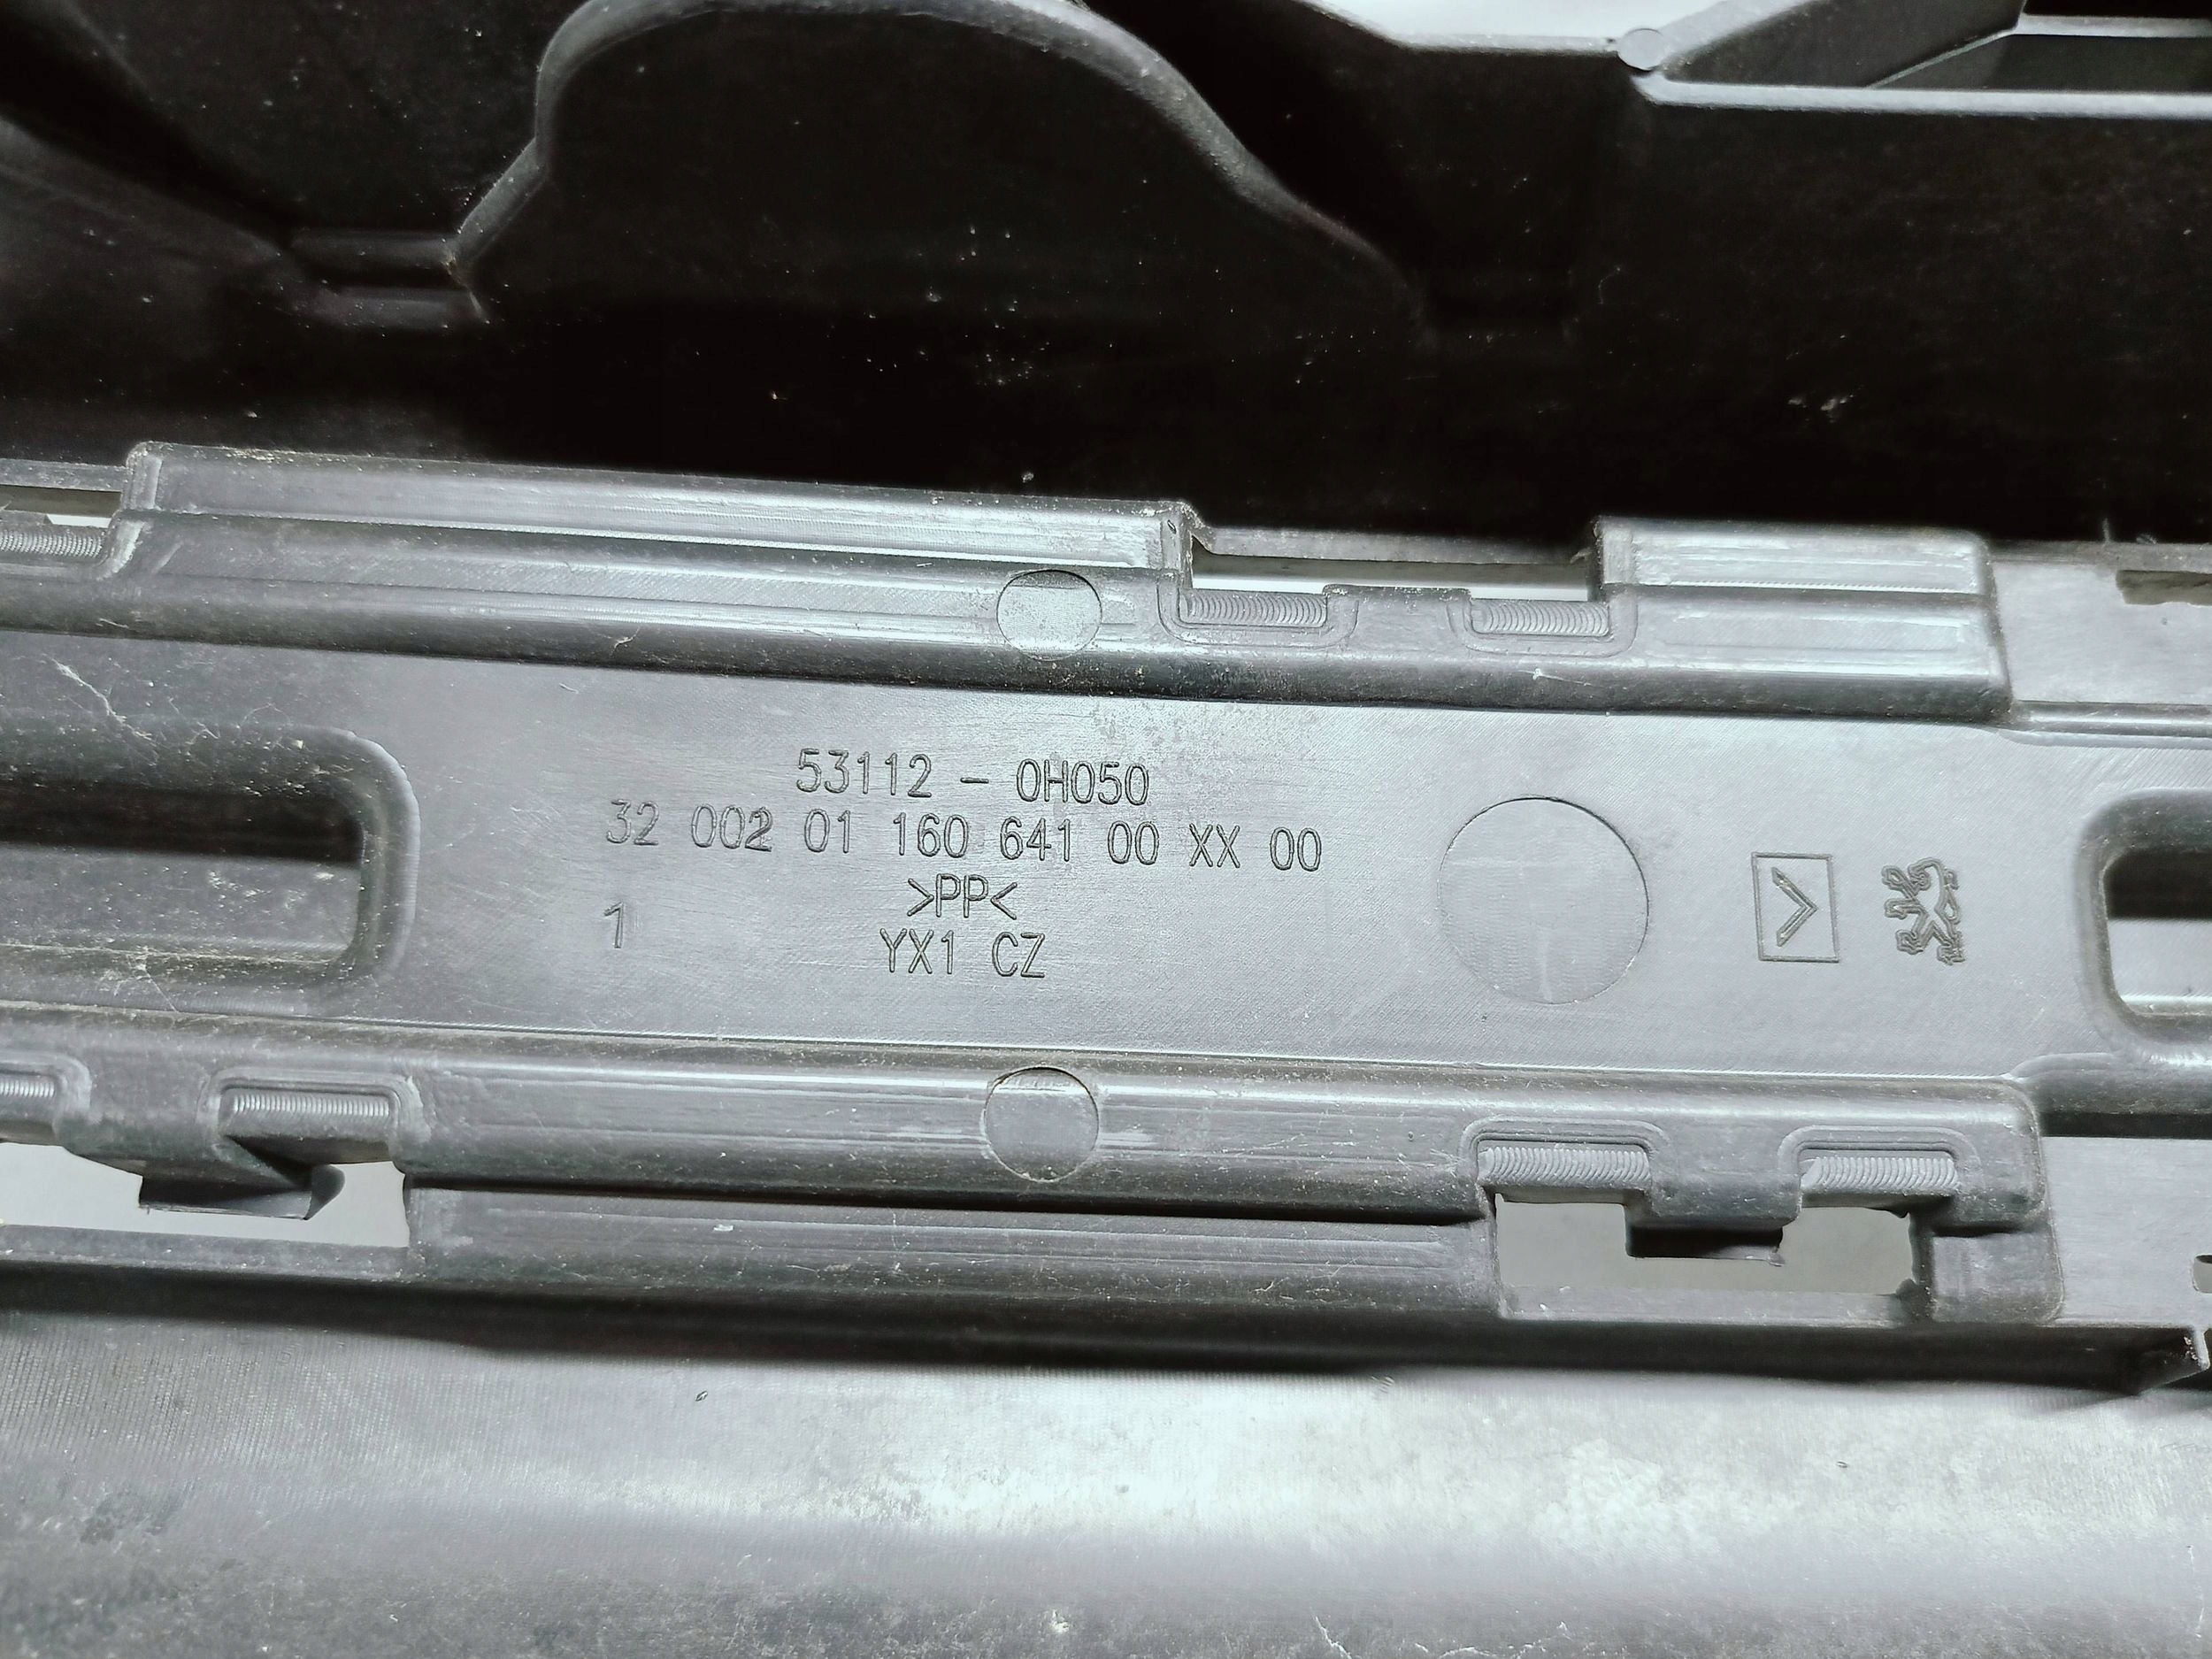 53112 - 0H050
32 002 01 160 641 00 XX 00
>PP<
1
YX1 CZ